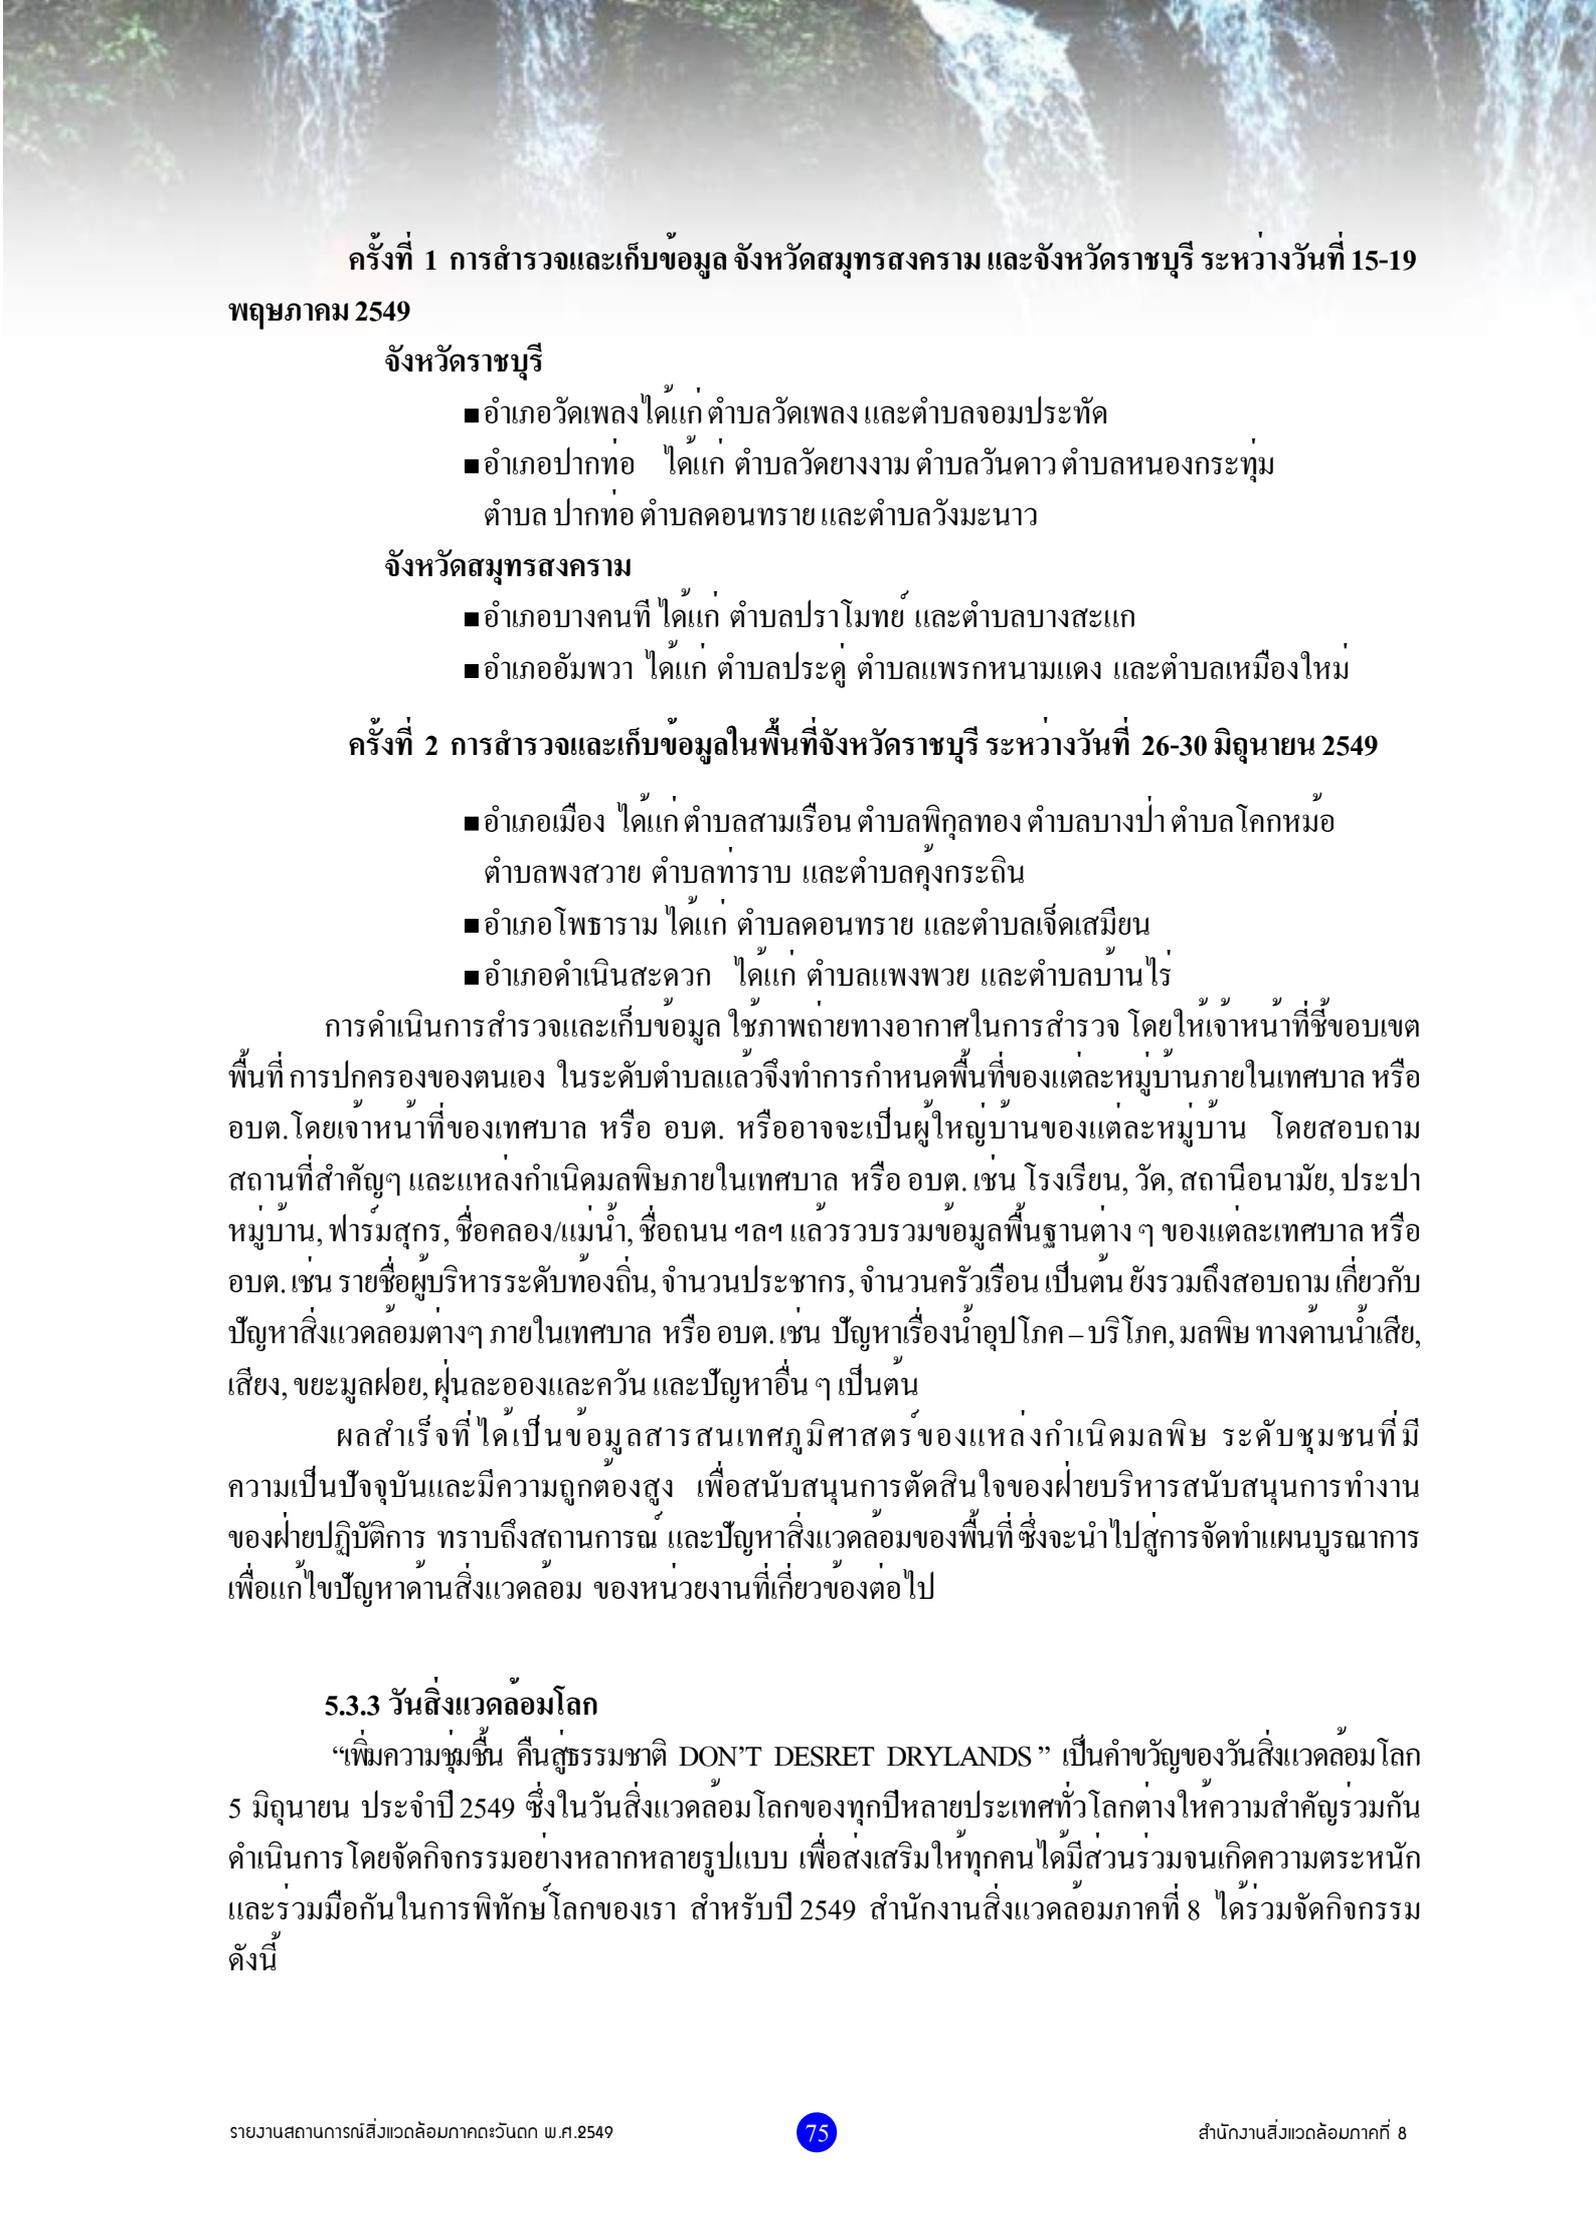 ครั้งที่ 1 การสำรวจและเก็บข้อมูล จังหวัดสมุทรสงคราม และจังหวัดราชบุรี ระหว่างวันที่ 15-19
พฤษภาคม 2549
จังหวัดราชบุรี
■ อำเภอวัดเพลงได้แก่ ตำบลวัดเพลง และตำบลจอมประทัด
■ อำเภอปากท่อ ได้แก่ ตำบลวัดยางงาม ตำบลวันดาว ตำบลหนองกระทุ่ม
ตำบล ปากท่อ ตำบลดอนทราย และตำบลวังมะนาว
จังหวัดสมุทรสงคราม
■ อำเภอบางคนที ได้แก่ ตำบลปราโมทย์ และตำบลบางสะแก
■ อำเภออัมพวา ได้แก่ ตำบลประดู่ ตำบลแพรกหนามแดง และตำบลเหมืองใหม่
ครั้งที่ 2 การสำรวจและเก็บข้อมูลในพื้นที่จังหวัดราชบุรี ระหว่างวันที่ 26-30 มิถุนายน 2549
■ อำเภอเมือง ได้แก่ ตำบลสามเรือน ตำบลพิกุลทอง ตำบลบางป่า ตำบลโคกหม้อ
ตำบลพงสวาย ตำบลท่าราบ และตำบลคุ้งกระถิน
■ อำเภอโพธาราม ได้แก่ ตำบลดอนทราย และตำบลเจ็ดเสมียน
■ อำเภอดำเนินสะดวก ได้แก่ ตำบลแพงพวย และตำบลบ้านไร่
การดำเนินการสำรวจและเก็บข้อมูล ใช้ภาพถ่ายทางอากาศในการสำรวจ โดยให้เจ้าหน้าที่ชี้ขอบเขต
พื้นที่ การปกครองของตนเอง ในระดับตำบลแล้วจึงทำการกำหนดพื้นที่ของแต่ละหมู่บ้านภายในเทศบาล หรือ
อบต.โดยเจ้าหน้าที่ของเทศบาล หรือ อบต. หรืออาจจะเป็นผู้ใหญ่บ้านของแต่ละหมู่บ้าน โดยสอบถาม
สถานที่สำคัญๆ และแหล่งกำเนิดมลพิษภายในเทศบาล หรือ อบต. เช่น โรงเรียน, วัด, สถานีอนามัย, ประปา
หมู่บ้าน, ฟาร์มสุกร, ชื่อคลอง/แม่น้ำ, ชื่อถนน ฯลฯ แล้วรวบรวมข้อมูลพื้นฐานต่าง ๆ ของแต่ละเทศบาล หรือ
อบต. เช่น รายชื่อผู้บริหารระดับท้องถิ่น, จำนวนประชากร, จำนวนครัวเรือน เป็นต้น ยังรวมถึงสอบถาม เกี่ยวกับ
ปัญหาสิ่งแวดล้อมต่างๆ ภายในเทศบาล หรือ อบต. เช่น ปัญหาเรื่องน้ำอุปโภค – บริโภค, มลพิษ ทางด้านน้ำเสีย,
เสียง, ขยะมูลฝอย, ฝุ่นละอองและควัน และปัญหาอื่น ๆ เป็นต้น
ผลสำเร็จที่ได้เป็นข้อมูลสารสนเทศภูมิศาสตร์ของแหล่งกำเนิดมลพิษ ระดับชุมชนที่มี
ความเป็นปัจจุบันและมีความถูกต้องสูง เพื่อสนับสนุนการตัดสินใจของฝ่ายบริหารสนับสนุนการทำงาน
ของฝ่ายปฏิบัติการ ทราบถึงสถานการณ์ และปัญหาสิ่งแวดล้อมของพื้นที่ ซึ่งจะนำไปสู่การจัดทำแผนบูรณาการ
เพื่อแก้ไขปัญหาด้านสิ่งแวดล้อม ของหน่วยงานที่เกี่ยวข้องต่อไป
5.3.3 วันสิ่งแวดล้อมโลก
“เพิ่มความชุ่มชื้น คืนสู่ธรรมชาติ DON’T DESRET DRYLANDS ” เป็นคำขวัญของวันสิ่งแวดล้อมโลก
5 มิถุนายน ประจำปี 2549 ซึ่งในวันสิ่งแวดล้อมโลกของทุกปีหลายประเทศทั่วโลกต่างให้ความสำคัญร่วมกัน
ดำเนินการโดยจัดกิจกรรมอย่างหลากหลายรูปแบบ เพื่อส่งเสริมให้ทุกคนได้มีส่วนร่วมจนเกิดความตระหนัก
และร่วมมือกันในการพิทักษ์โลกของเรา สำหรับปี 2549 สำนักงานสิ่งแวดล้อมภาคที่ 8 ได้ร่วมจัดกิจกรรม
ดังนี้
รายงานสถานการณ์สิ่งแวดล้อมภาคตะวันตก พ.ศ.2549
75
สำนักงานสิ่งแวดล้อมภาคที่ 8